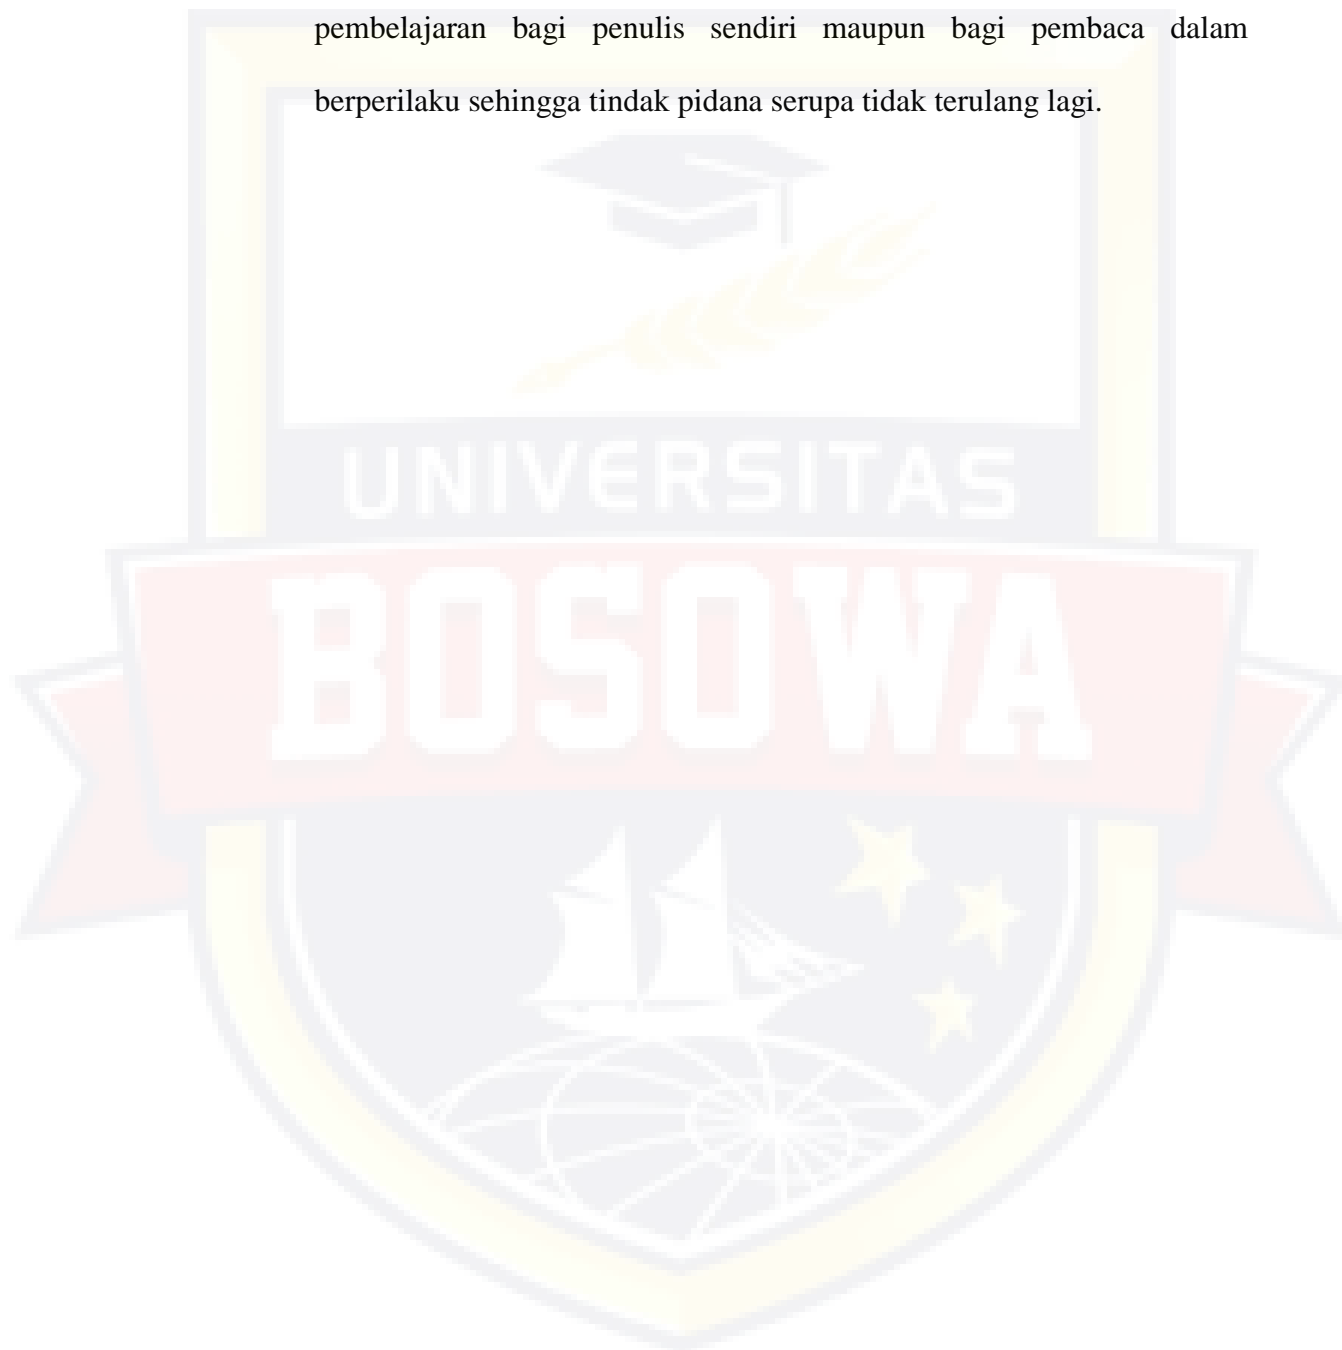 pembelajaran bagi penulis sendiri maupun bagi pembaca dalam
berperilaku sehingga tindak pidana serupa tidak terulang lagi.
UNIVERSITAS
BOSOWA